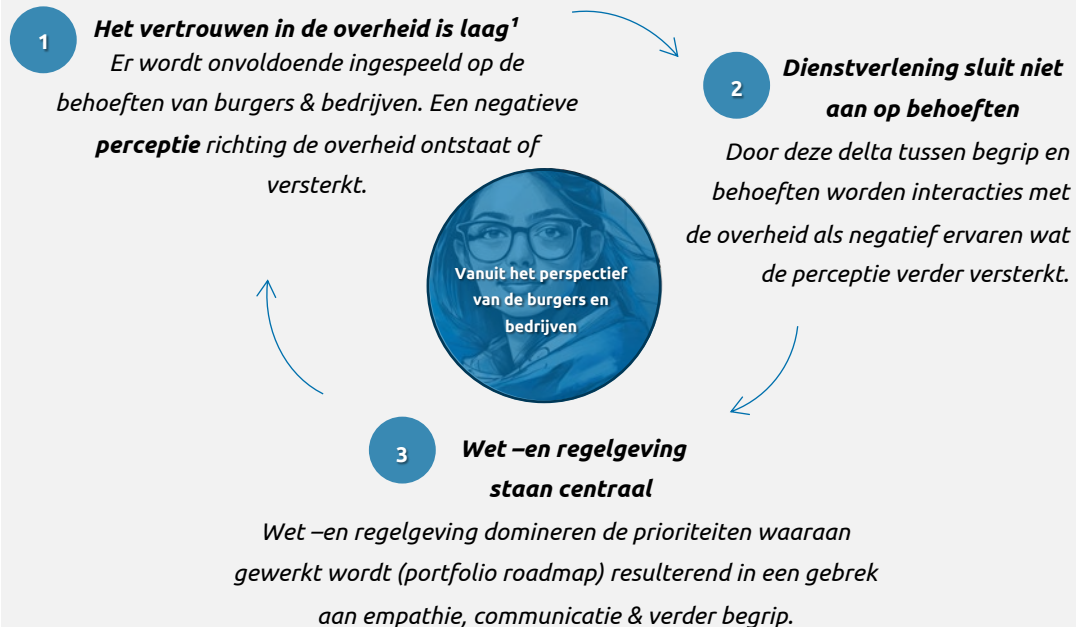 1
Het vertrouwen in de overheid is laag¹
Er wordt onvoldoende ingespeeld op de
behoeften van burgers & bedrijven. Een negatieve
perceptie richting de overheid ontstaat of
versterkt.
2
Dienstverlening sluit niet
aan op behoeften
Door deze delta tussen begrip en
behoeften worden interacties met
de overheid als negatief ervaren wat
de perceptie verder versterkt.
Vanuit het perspectief
van de burgers en
bedrijven
3
Wet –en regelgeving
staan centraal
Wet –en regelgeving domineren de prioriteiten waaraan
gewerkt wordt (portfolio roadmap) resulterend in een gebrek
aan empathie, communicatie & verder begrip.